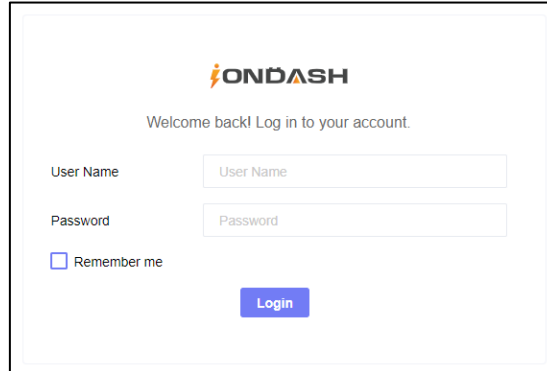 iONDASH
Welcome back! Log in to your account.
User Name User Name
Password Password
Remember me
Login